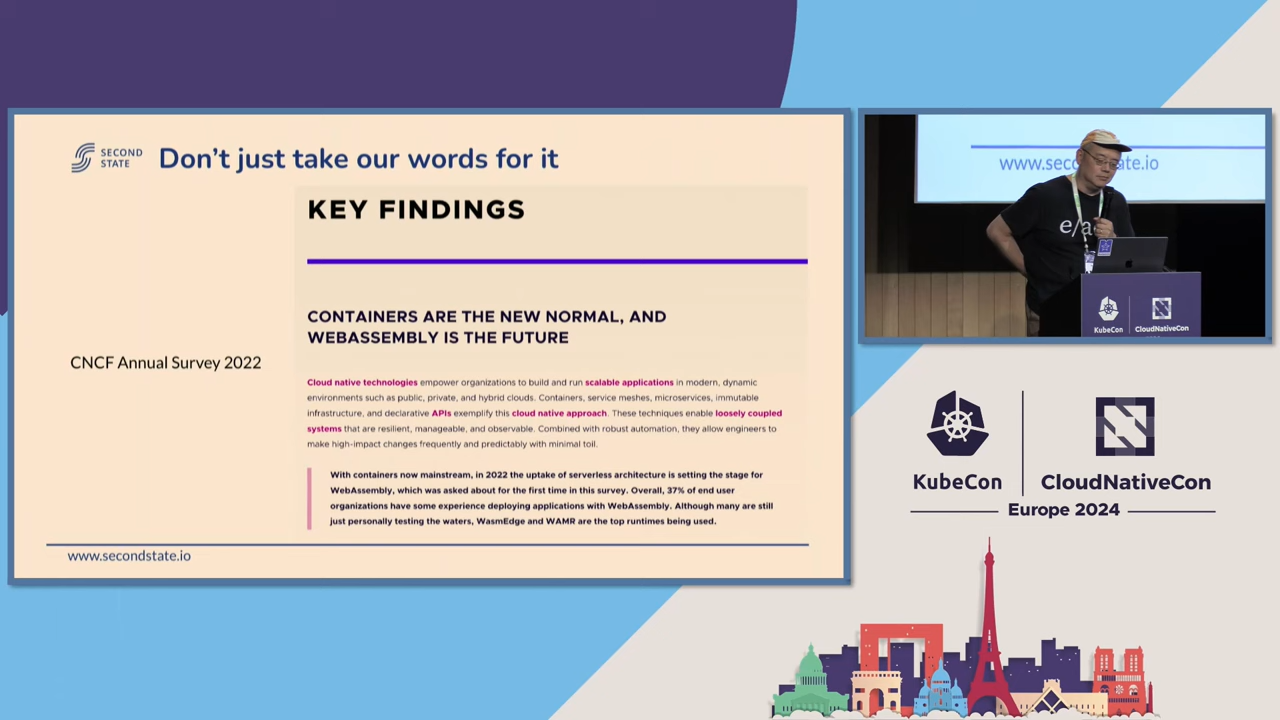 SECOND
STATE
Don't just take our words for it
KEY FINDINGS
CONTAINERS ARE THE NEW NORMAL, AND
WEBASSEMBLY IS THE FUTURE
CNCF Annual Survey 2022
Cloud native technologies empower organizations to build and run scalable applications in modern, dynamic
environments such as public, private, and hybrid clouds. Containers, service meshes, microservices, immutable
infrastructure, and declarative APIs exemplify this cloud native approach. These techniques enable loosely coupled
systems that are resilient, manageable, and observable. Combined with robust automation, they allow engineers to
make high-impact changes frequently and predictably with minimal toil.
With containers now mainstream, in 2022 the uptake of serverless architecture is setting the stage for
WebAssembly, which was asked about for the first time in this survey. Overall, 37% of end user
organizations have some experience deploying applications with WebAssembly. Although many are still
just personally testing the waters, WasmEdge and WAMR are the top runtimes being used.
www.secondstate.io
KubeCon
CloudNativeCon
KubeCon
CloudNativeCon
Europe 2024